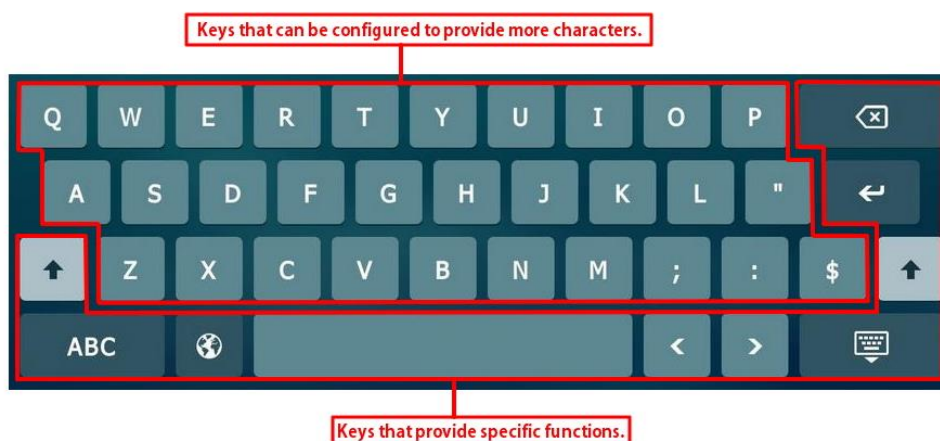 Keys that can be configured to provide more characters.
Q W E R T Y U I O P
A S D F G H J K L "
Z X C V B N M ; : $
ABC < >
Keys that provide specific functions.